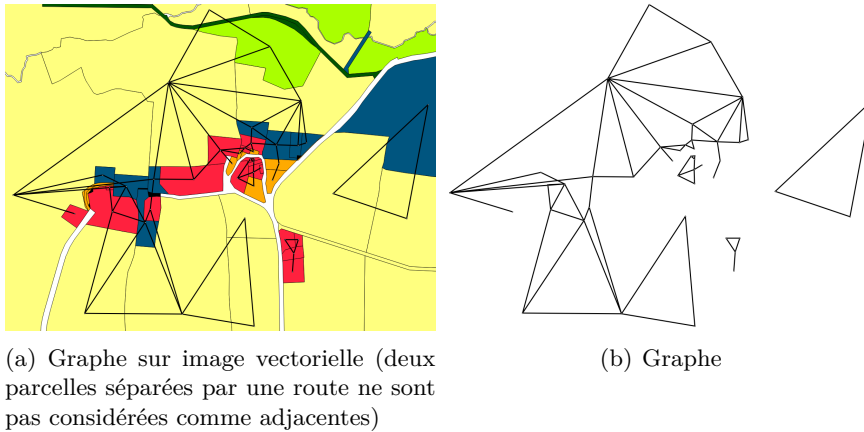 (a) Graphe sur image vectorielle (deux
parcelles séparées par une route ne sont
pas considérées comme adjacentes)
(b) Graphe